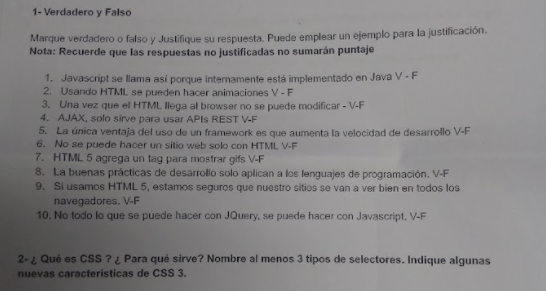 1- Verdadero y Falso
Marque verdadero o falso y Justifique su respuesta. Puede emplear un ejemplo para la justificación.
Nota: Recuerde que las respuestas no justificadas no sumarán puntaje
1. Javascript se llama así porque internamente está implementado en Java V - F
2. Usando HTML se pueden hacer animaciones V - F
3. Una vez que el HTML llega al browser no se puede modificar - V-F
4. AJAX, solo sirve para usar APIs REST V-F
5. La única ventaja del uso de un framework es que aumenta la velocidad de desarrollo V-F
6. No se puede hacer un sitio web solo con HTML V-F
7. HTML 5 agrega un tag para mostrar gifs V-F
8. La buenas prácticas de desarrollo solo aplican a los lenguajes de programación. V-F
9. Si usamos HTML 5, estamos seguros que nuestro sitios se van a ver bien en todos los
navegadores. V-F
10. No todo lo que se puede hacer con JQuery, se puede hacer con Javascript. V-F
2- ¿ Qué es CSS ? ¿ Para qué sirve? Nombre al menos 3 tipos de selectores. Indique algunas
nuevas características de CSS 3.